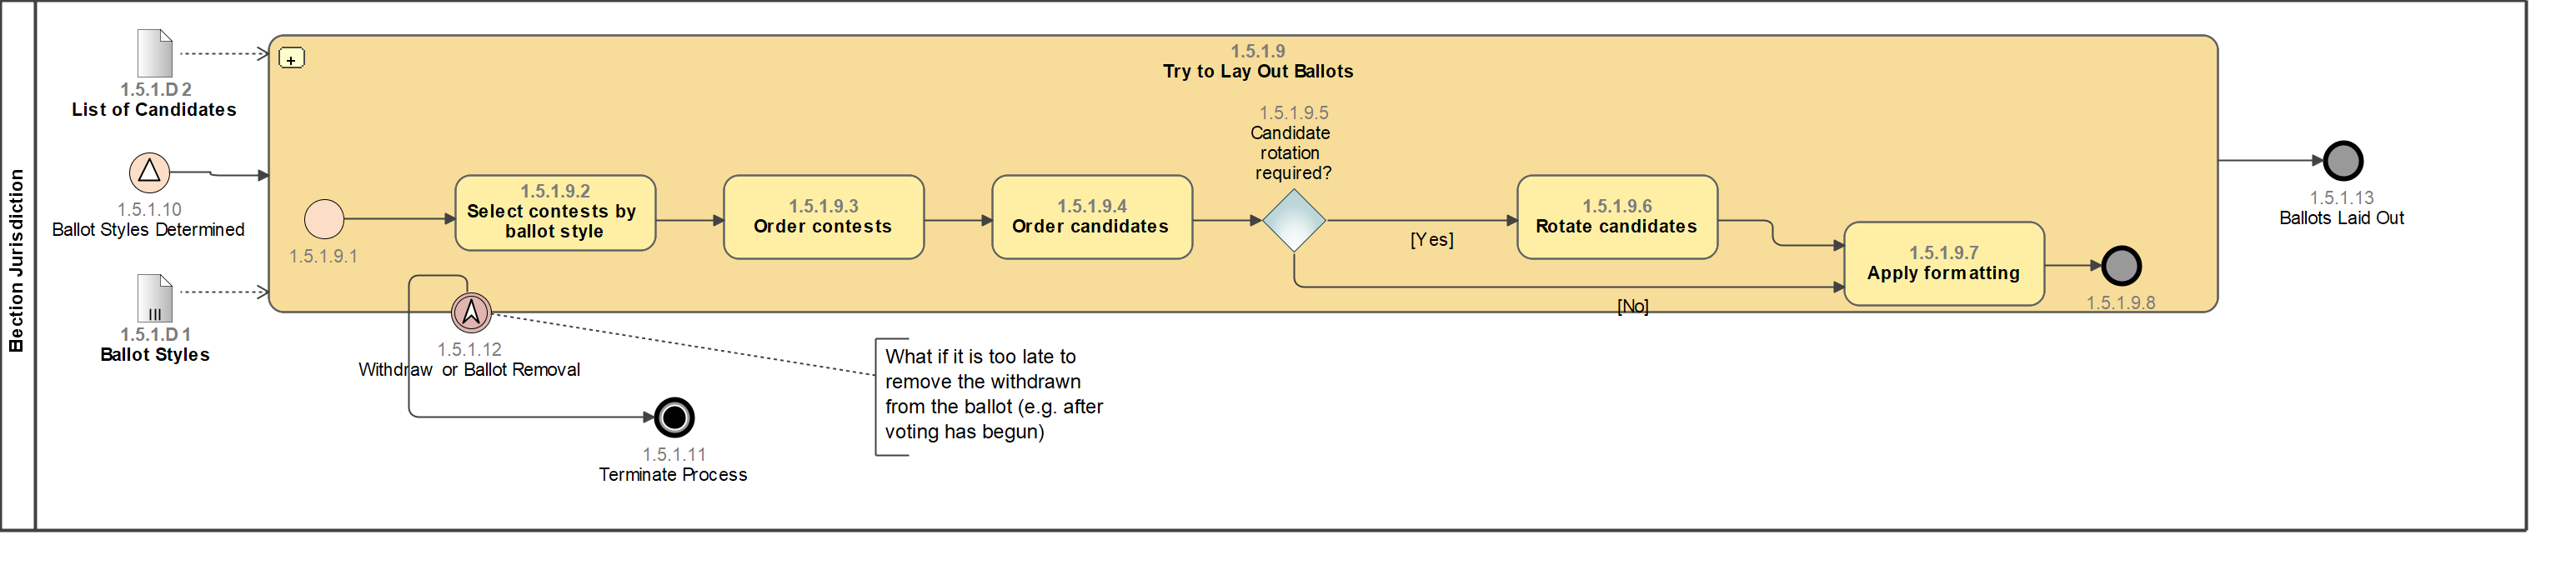 Bection Jurisdiction
1.5.1.D 2
List of Candidates
1.5.1.10
Ballot Styles Determined
1.5.1.D 1
Ballot Styles
+
1.5.1.9
Try to Lay Out Ballots
1.5.1.9.1
1.5.1.9.2
Select contests by
ballot style
1.5.1.9.3
Order contests
1.5.1.9.4
Order candidates
1.5.1.9.5
Candidate
rotation
required?
[Yes]
[No]
1.5.1.9.6
Rotate candidates
1.5.1.9.7
Apply formatting
1.5.1.9.8
1.5.1.13
Ballots Laid Out
1.5.1.12
Withdraw or Ballot Removal
1.5.1.11
Terminate Process
What if it is too late to
remove the withdrawn
from the ballot (e.g. after
voting has begun)